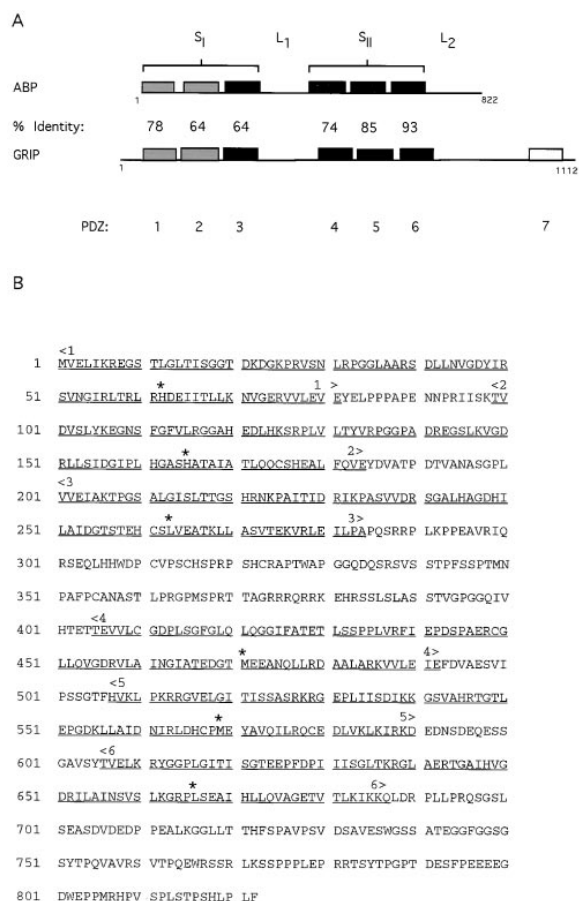 A
S_I L_1 S_II L_2
ABP
1 822
% Identity: 78 64 64 74 85 93
GRIP
1 1112
PDZ: 1 2 3 4 5 6 7
B
<1
1 MVELIKREGS TLGLTISGGT DKDGKPRVSN LRPGGLAARS DLLNVGDYIR
* 1 > <2
51 SVNGIRLTRL RHDEIITLLK NVGERVVLEV EYELPPPAPE NNPRIISKTV
101 DVSLYKEGNS FGFVLRGGAH EDLHKSRPLV LTYVRPGGPA DREGSLKVGD
* 2>
151 RLLSIDGIPL HGASHATAIA TLQQCSHEAL FQVEYDVATP DTVANASGPL
<3
201 VVEIAKTPGS ALGISLTTGS HRNKPAITID RIKPASVVDR SGALHAGDHI
* 3>
251 LAIDGTSTEH CSLVEATKLL ASVTEKVRLE ILPAPQSRRP LKPPEAVRIQ
301 RSEQLHHWDP CVPSCHSPRP SHCRAPTWAP GGQDQSRSVS STPFSSPTMN
351 PAFPCANAST LPRGPMSPRT TAGRRRQRRK EHRSSLSLAS STVGPGGQIV
<4
401 HTETTEVVLC GDPLSGFGLQ LQGGIFATET LSSPPLVRFI EPDSPAERCG
* 4>
451 LLQVGDRVLA INGIATEDGT MEEANQLLRD AALARKVVLE IEFDVAESVI
<5
501 PSSGTFHVKL PKRRGVELGI TISSASRKRG EPLIISDIKK GSVAHRTGTL
* 5>
551 EPGDKLLAID NIRLDHCPME YAVQILRQCE DLVKLKIRKD EDNSDEQESS
<6
601 GAVSYTVELK RYGGPLGITI SGTEEPFDPI IISGLTKRGL AERTGAIHVG
* 6>
651 DRILAINSVS LKGRPLSEAI HLLQVAGETV TLKIKKQLDR PLLPRQSGSL
701 SEASDVDEDP PEALKGGLLT THFSPAVPSV DSAVESWGSS ATEGGFGGSG
751 SYTPQVAVRS VTPQEWRSSR LKSSPPPLEP RRTSYTPGPT DESFPEEEEG
801 DWEPPMRHPV SPLSTPSHLP LF